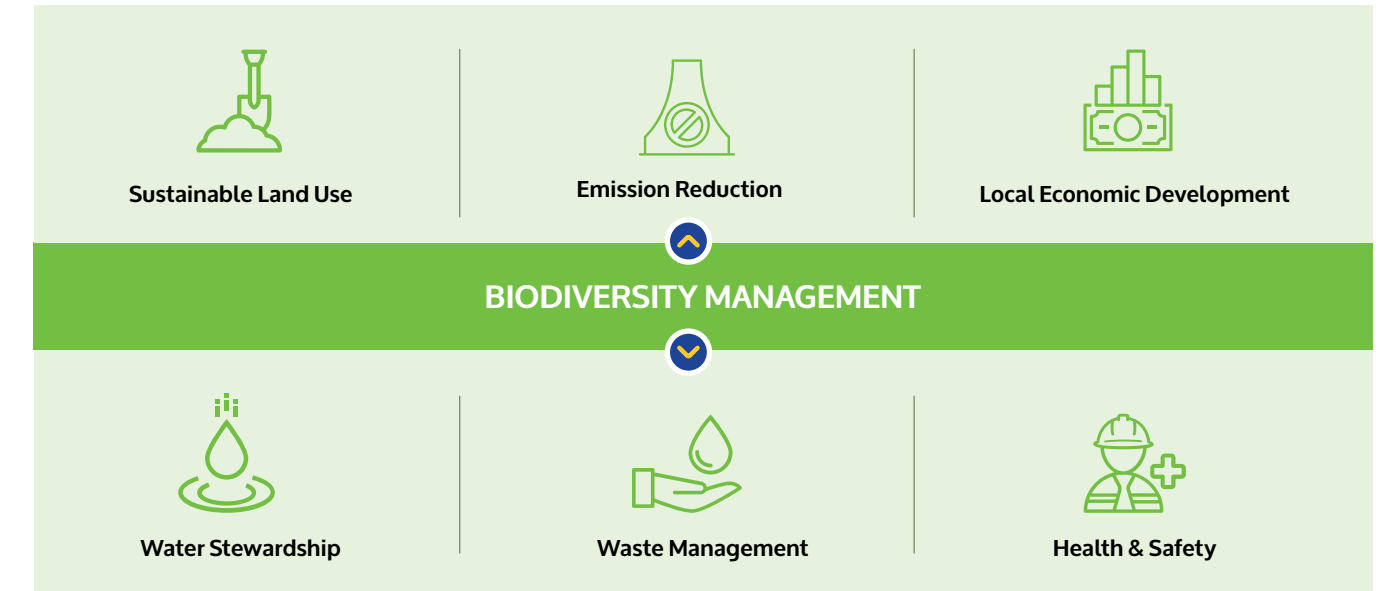 Sustainable Land Use
Emission Reduction
Local Economic Development
BIODIVERSITY MANAGEMENT
Water Stewardship
Waste Management
Health & Safety